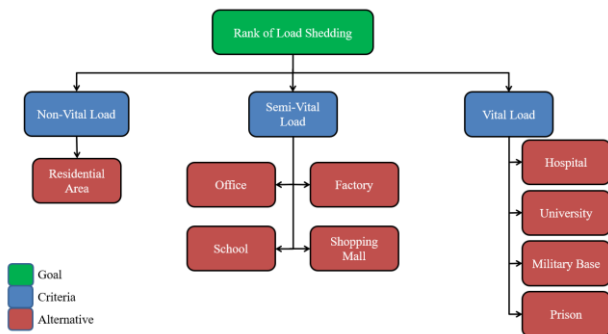 Rank of Load Shedding
Non-Vital Load
Semi-Vital
Load
Vital Load
Residential
Area
Office
Factory
School
Shopping
Mall
Hospital
University
Military Base
Prison
Goal
Criteria
Alternative